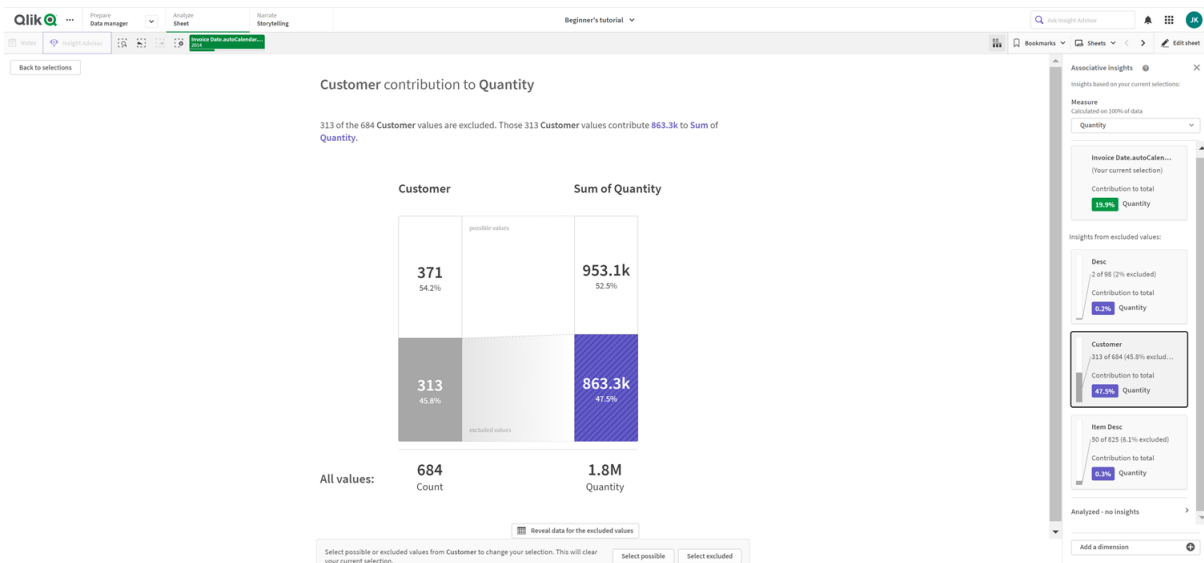 Qlik
Prepare
Data manager
Analyze
Sheet
Narrate
Storytelling
Beginner's tutorial
Ask Insight Advisor
JK
Notes
Insight Advisor
Invoice Date.autoCalendar....
2014
Bookmarks
Sheets
Edit sheet
Back to selections
Customer contribution to Quantity
313 of the 684 Customer values are excluded. Those 313 Customer values contribute 863.3k to Sum of
Quantity.
Customer
Sum of Quantity
possible values
371
54.2%
953.1k
52.5%
313
45.8%
863.3k
47.5%
excluded values
All values:
684
Count
1.8M
Quantity
Reveal data for the excluded values
Select possible or excluded values from Customer to change your selection. This will clear
your current selection.
Select possible
Select excluded
Associative insights
Insights based on your current selections:
Measure
Calculated on 100% of data
Quantity
Invoice Date.autoCalen...
(Your current selection)
Contribution to total
19.9% Quantity
Insights from excluded values:
Desc
2 of 98 (2% excluded)
Contribution to total
0.2% Quantity
Customer
313 of 684 (45.8% exclud...
Contribution to total
47.5% Quantity
Item Desc
50 of 825 (6.1% excluded)
Contribution to total
0.3% Quantity
Analyzed - no insights
Add a dimension